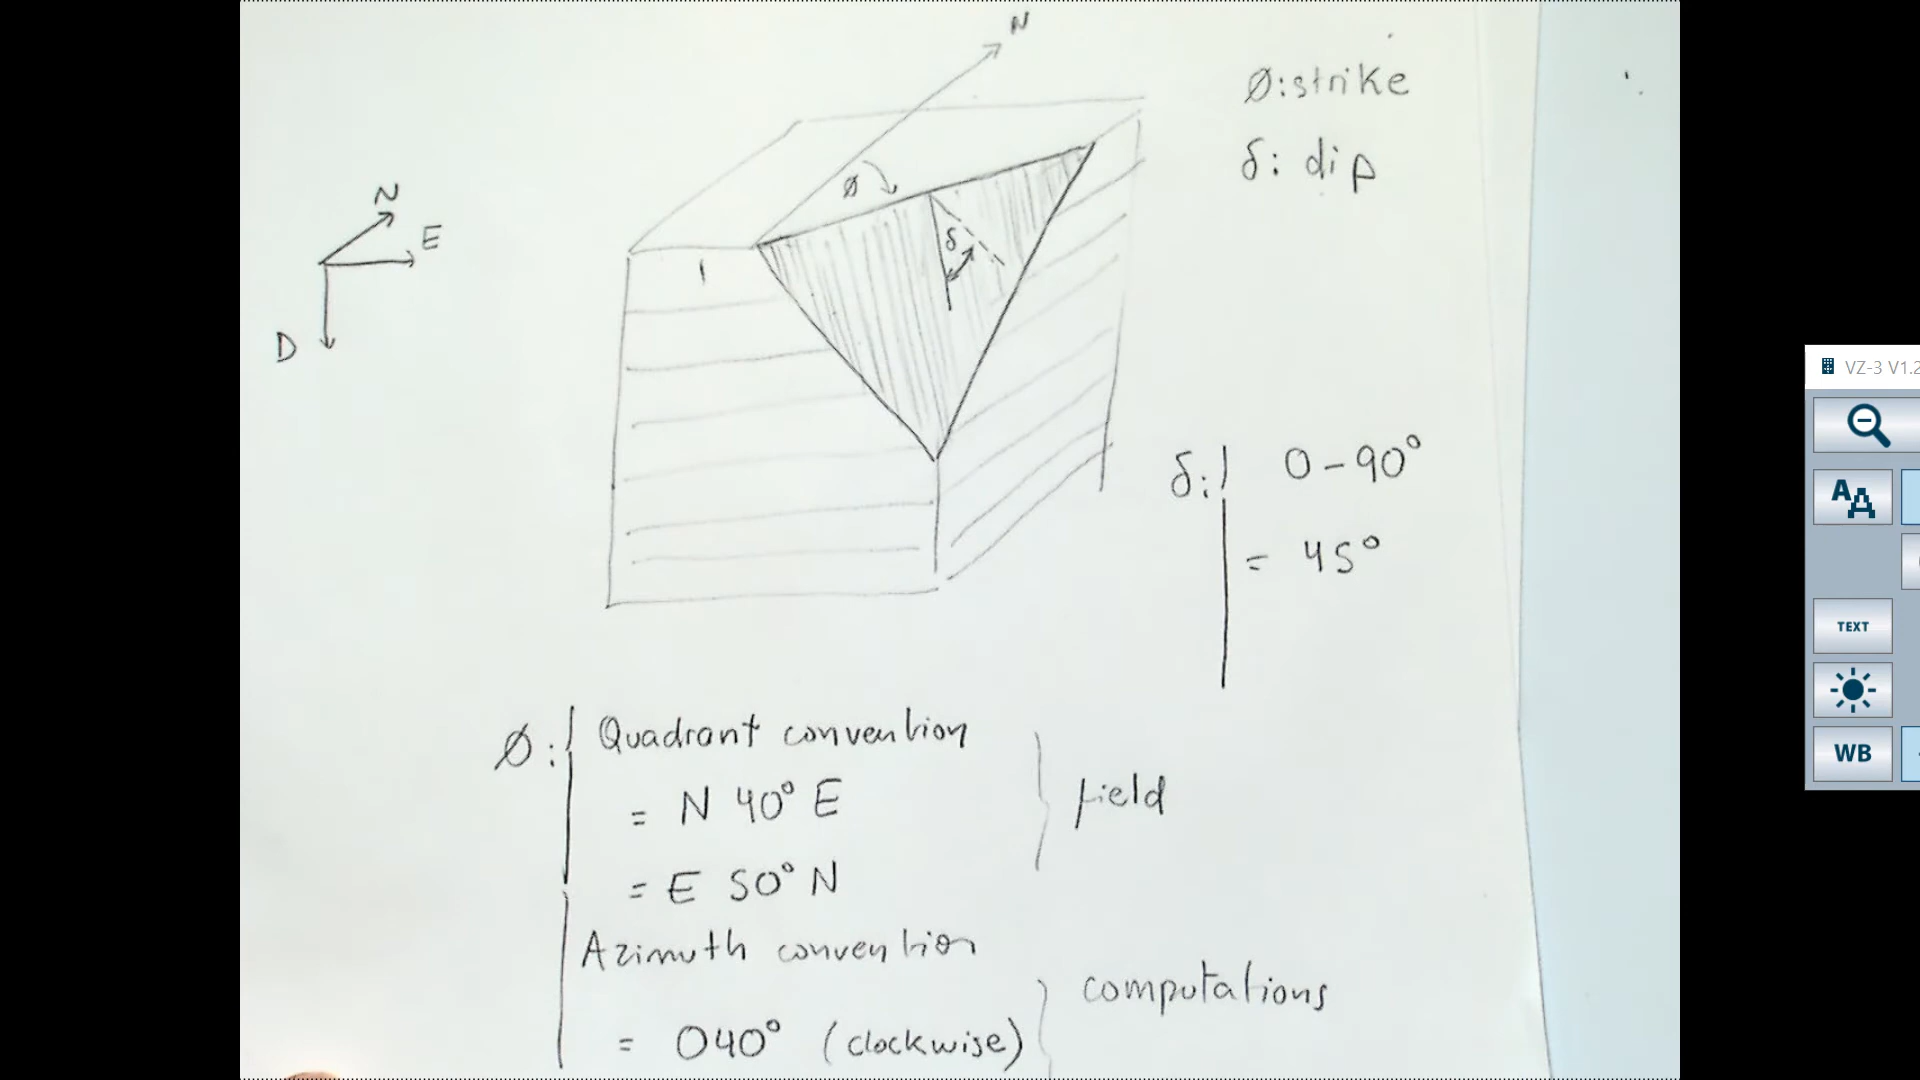 N
Ø:strike
δ: dip
N
E
D
Ø
δ
δ: 0-90°
= 45°
Ø: Quadrant convention
= N 40° E
= E 50° N
field
Azimuth convention
= 040° (clockwise)
computations
VZ-3 V1.2
AA
TEXT
WB